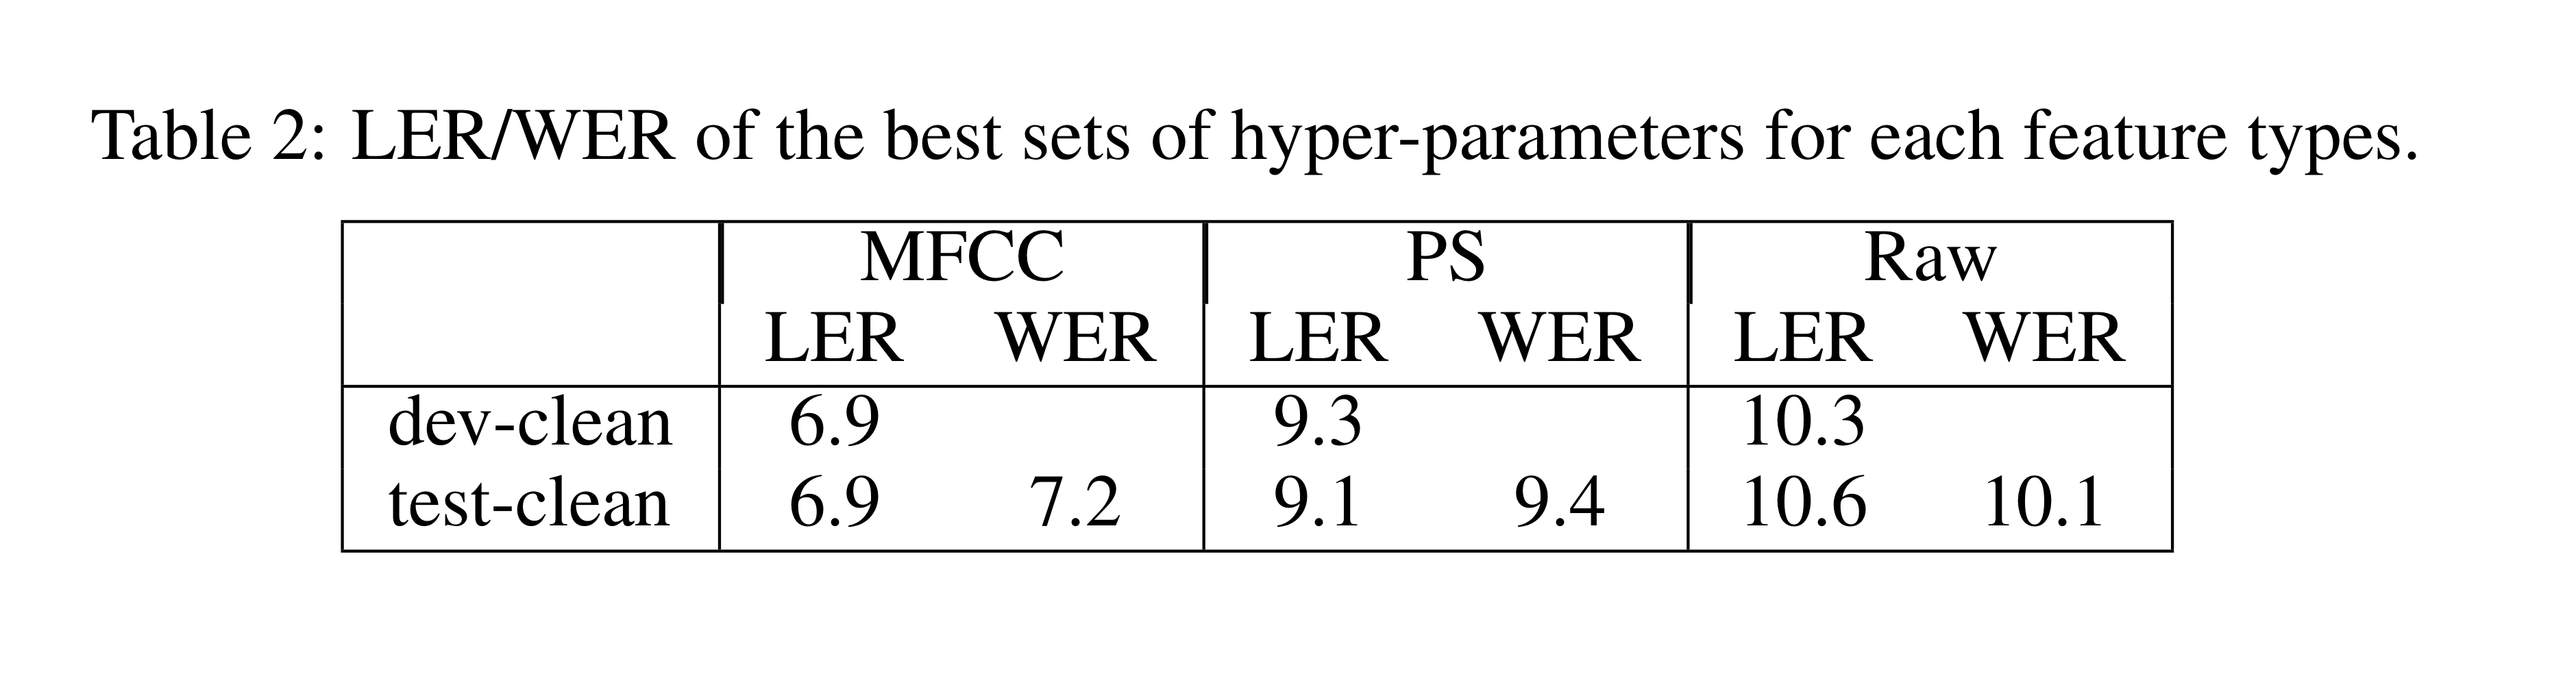 Table 2: LER/WER of the best sets of hyper-parameters for each feature types.
MFCC PS Raw
LER WER LER WER LER WER
dev-clean 6.9 9.3 10.3
test-clean 6.9 7.2 9.1 9.4 10.6 10.1